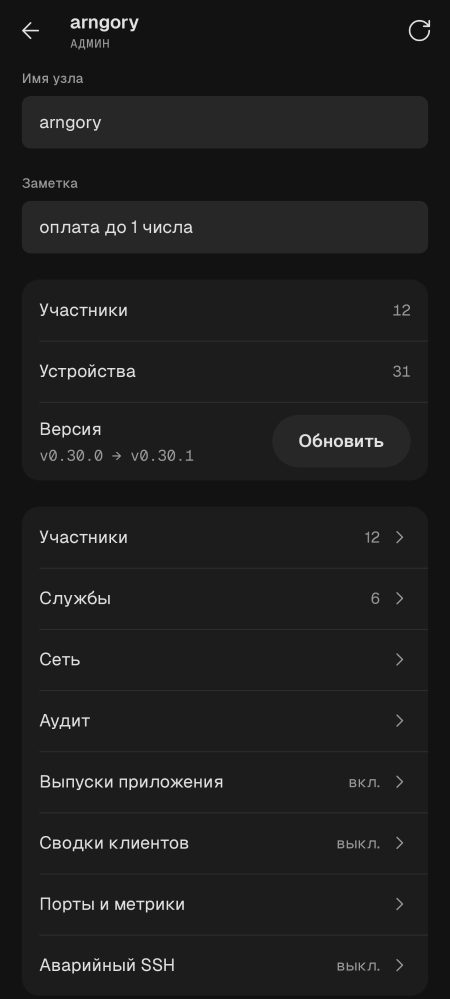 arngory
АДМИН
Имя узла
arngory
Заметка
оплата до 1 числа
Участники 12
Устройства 31
Версия
v0.30.0 → v0.30.1
Обновить
Участники 12
Службы 6
Сеть
Аудит
Выпуски приложения вкл.
Сводки клиентов выкл.
Порты и метрики
Аварийный SSH выкл.